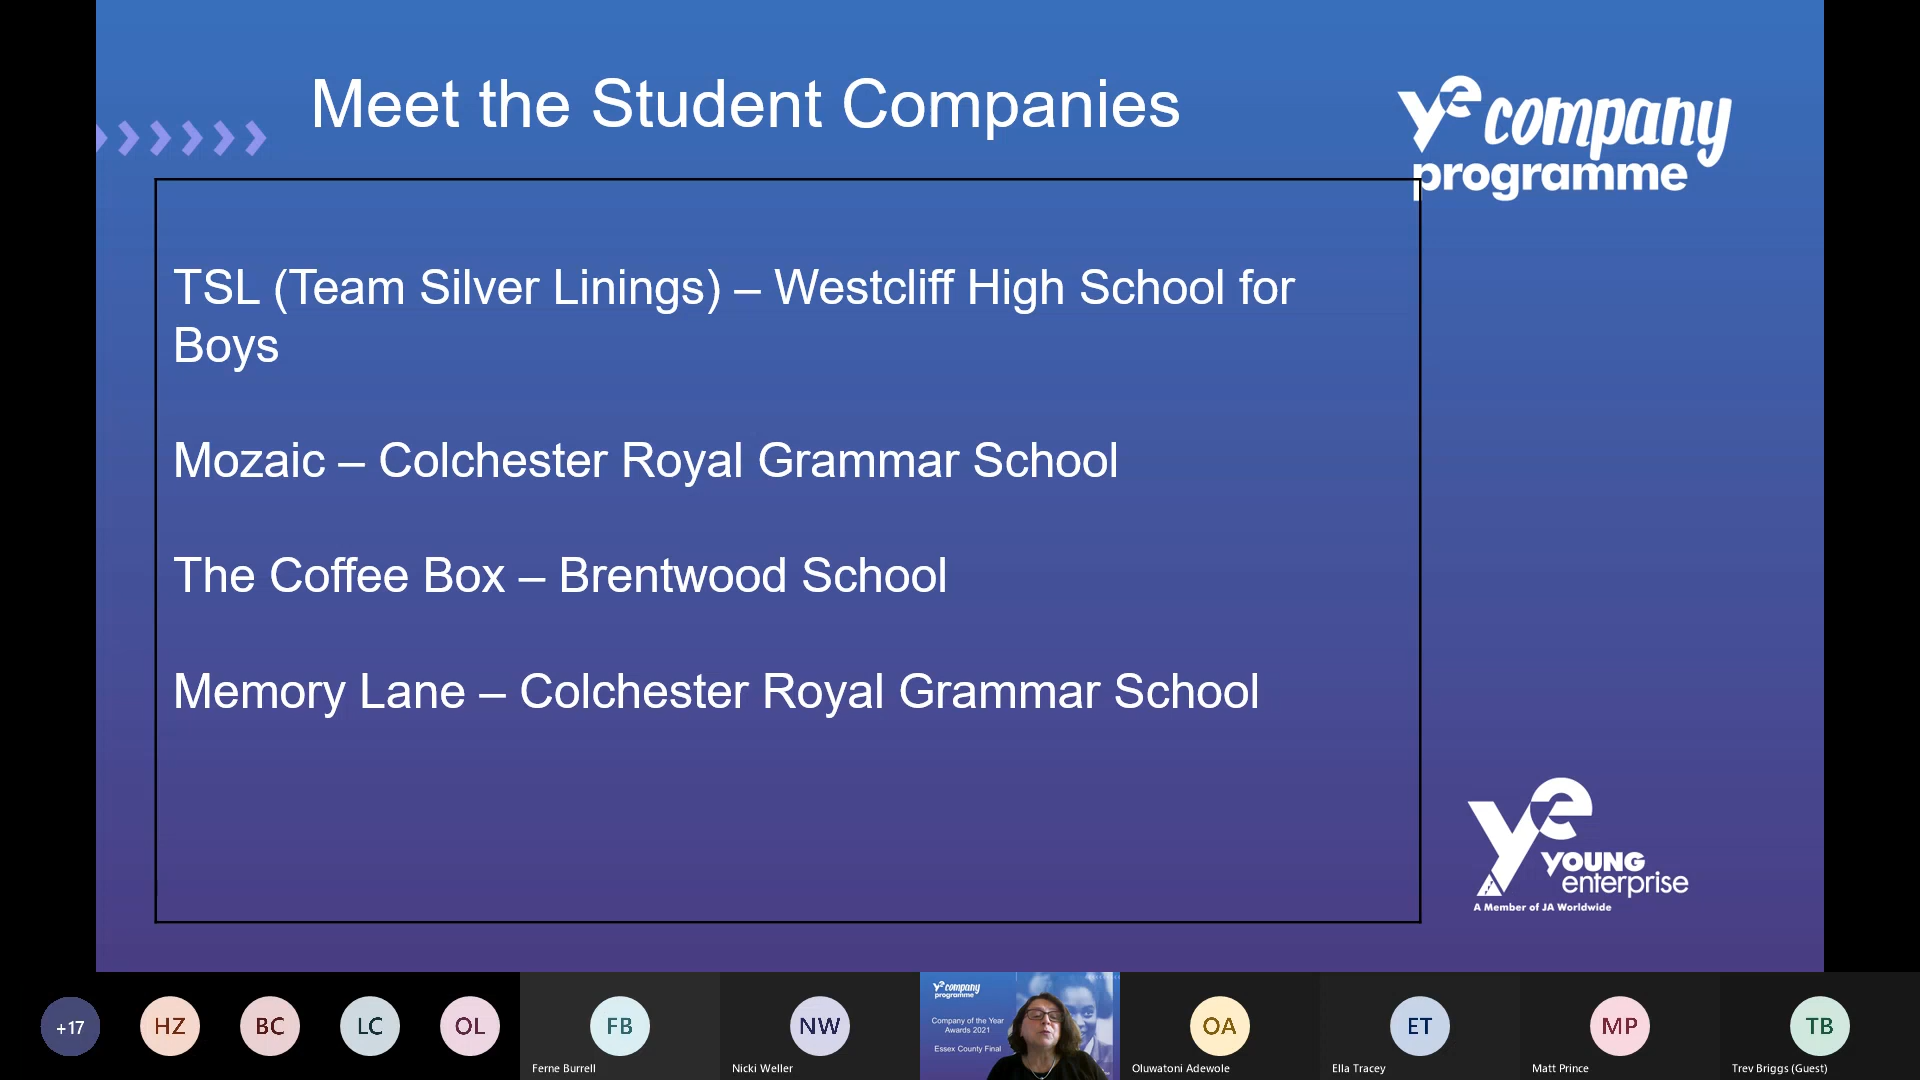 Meet the Student Companies
ye company
programme
TSL (Team Silver Linings) – Westcliff High School for
Boys
Mozaic – Colchester Royal Grammar School
The Coffee Box – Brentwood School
Memory Lane – Colchester Royal Grammar School
ye
YOUNG
enterprise
A Member of JA Worldwide
+17
HZ
BC
LC
OL
FB
Ferne Burrell
NW
Nicki Weller
ye company
programme
Company of the Year
Awards 2021
Essex County Final
OA
Oluwatoni Adewole
ET
Ella Tracey
MP
Matt Prince
TB
Trev Briggs (Guest)